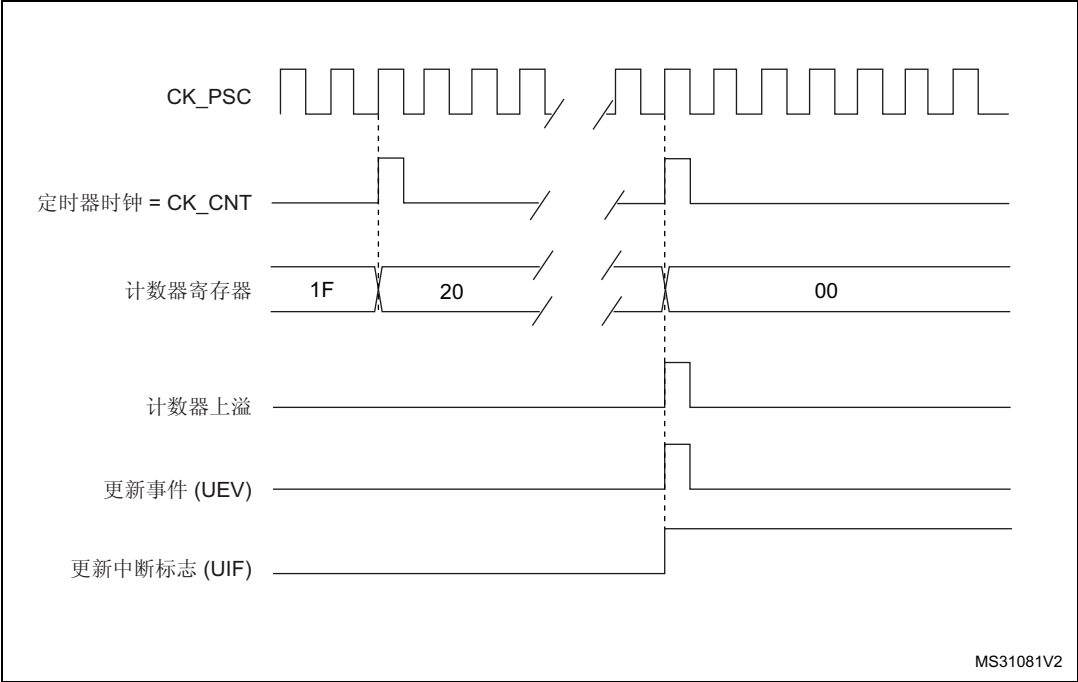 CK_PSC
定时器时钟 = CK_CNT
计数器寄存器 1F 20 00
计数器上溢
更新事件 (UEV)
更新中断标志 (UIF)
MS31081V2